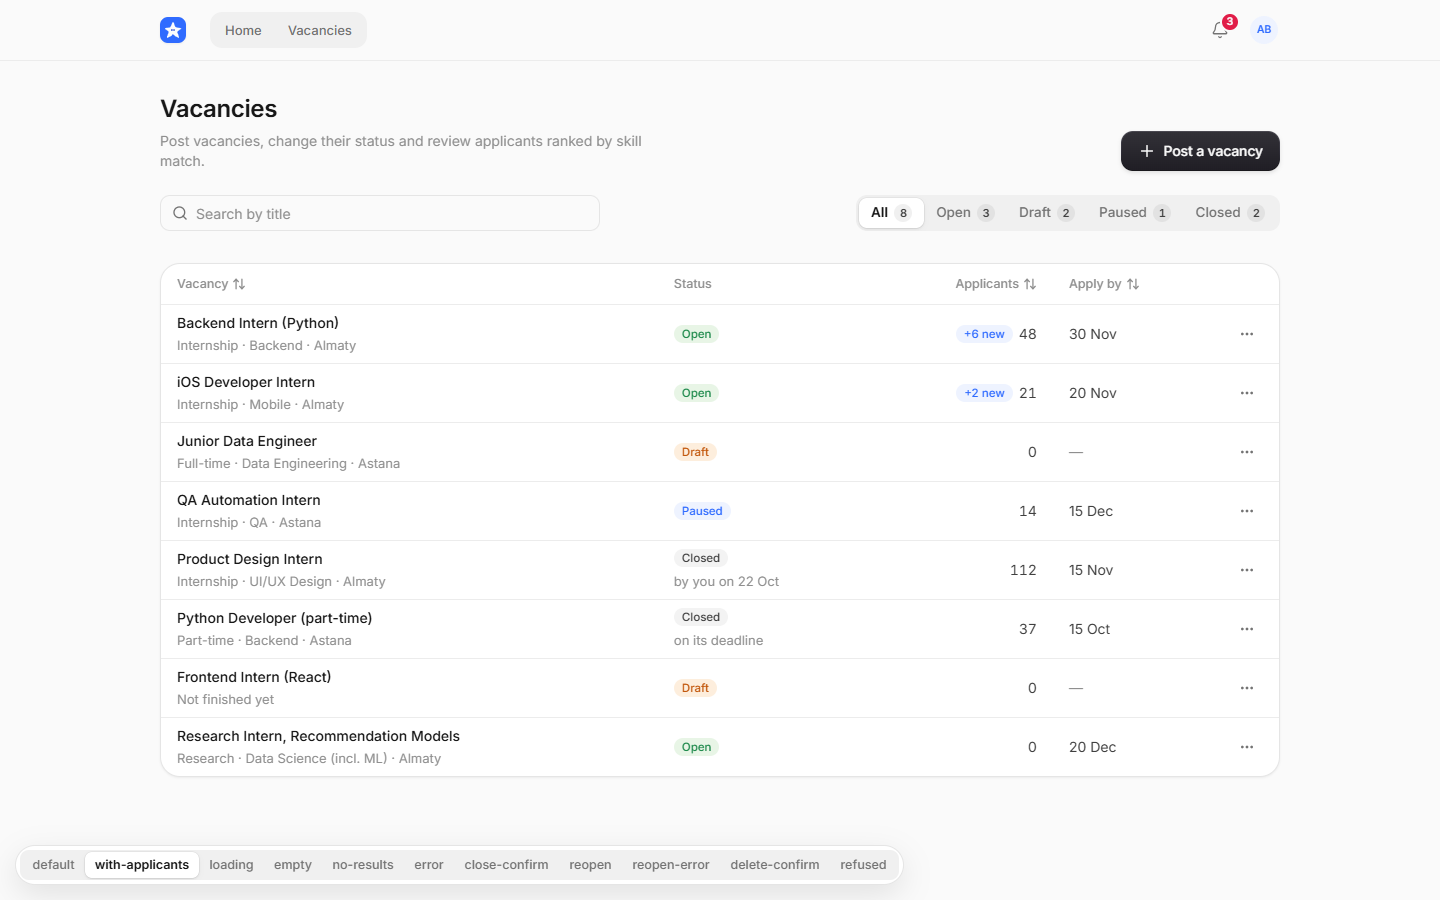 Home Vacancies 3 AB
Vacancies
Post vacancies, change their status and review applicants ranked by skill
match.
Post a vacancy
Search by title
All 8 Open 3 Draft 2 Paused 1 Closed 2
Vacancy Status Applicants Apply by
Backend Intern (Python)
Internship · Backend · Almaty
Open +6 new 48 30 Nov
iOS Developer Intern
Internship · Mobile · Almaty
Open +2 new 21 20 Nov
Junior Data Engineer
Full-time · Data Engineering · Astana
Draft 0 —
QA Automation Intern
Internship · QA · Astana
Paused 14 15 Dec
Product Design Intern
Internship · UI/UX Design · Almaty
Closed
by you on 22 Oct
112 15 Nov
Python Developer (part-time)
Part-time · Backend · Astana
Closed
on its deadline
37 15 Oct
Frontend Intern (React)
Not finished yet
Draft 0 —
Research Intern, Recommendation Models
Research · Data Science (incl. ML) · Almaty
Open 0 20 Dec
default with-applicants loading empty no-results error close-confirm reopen reopen-error delete-confirm refused